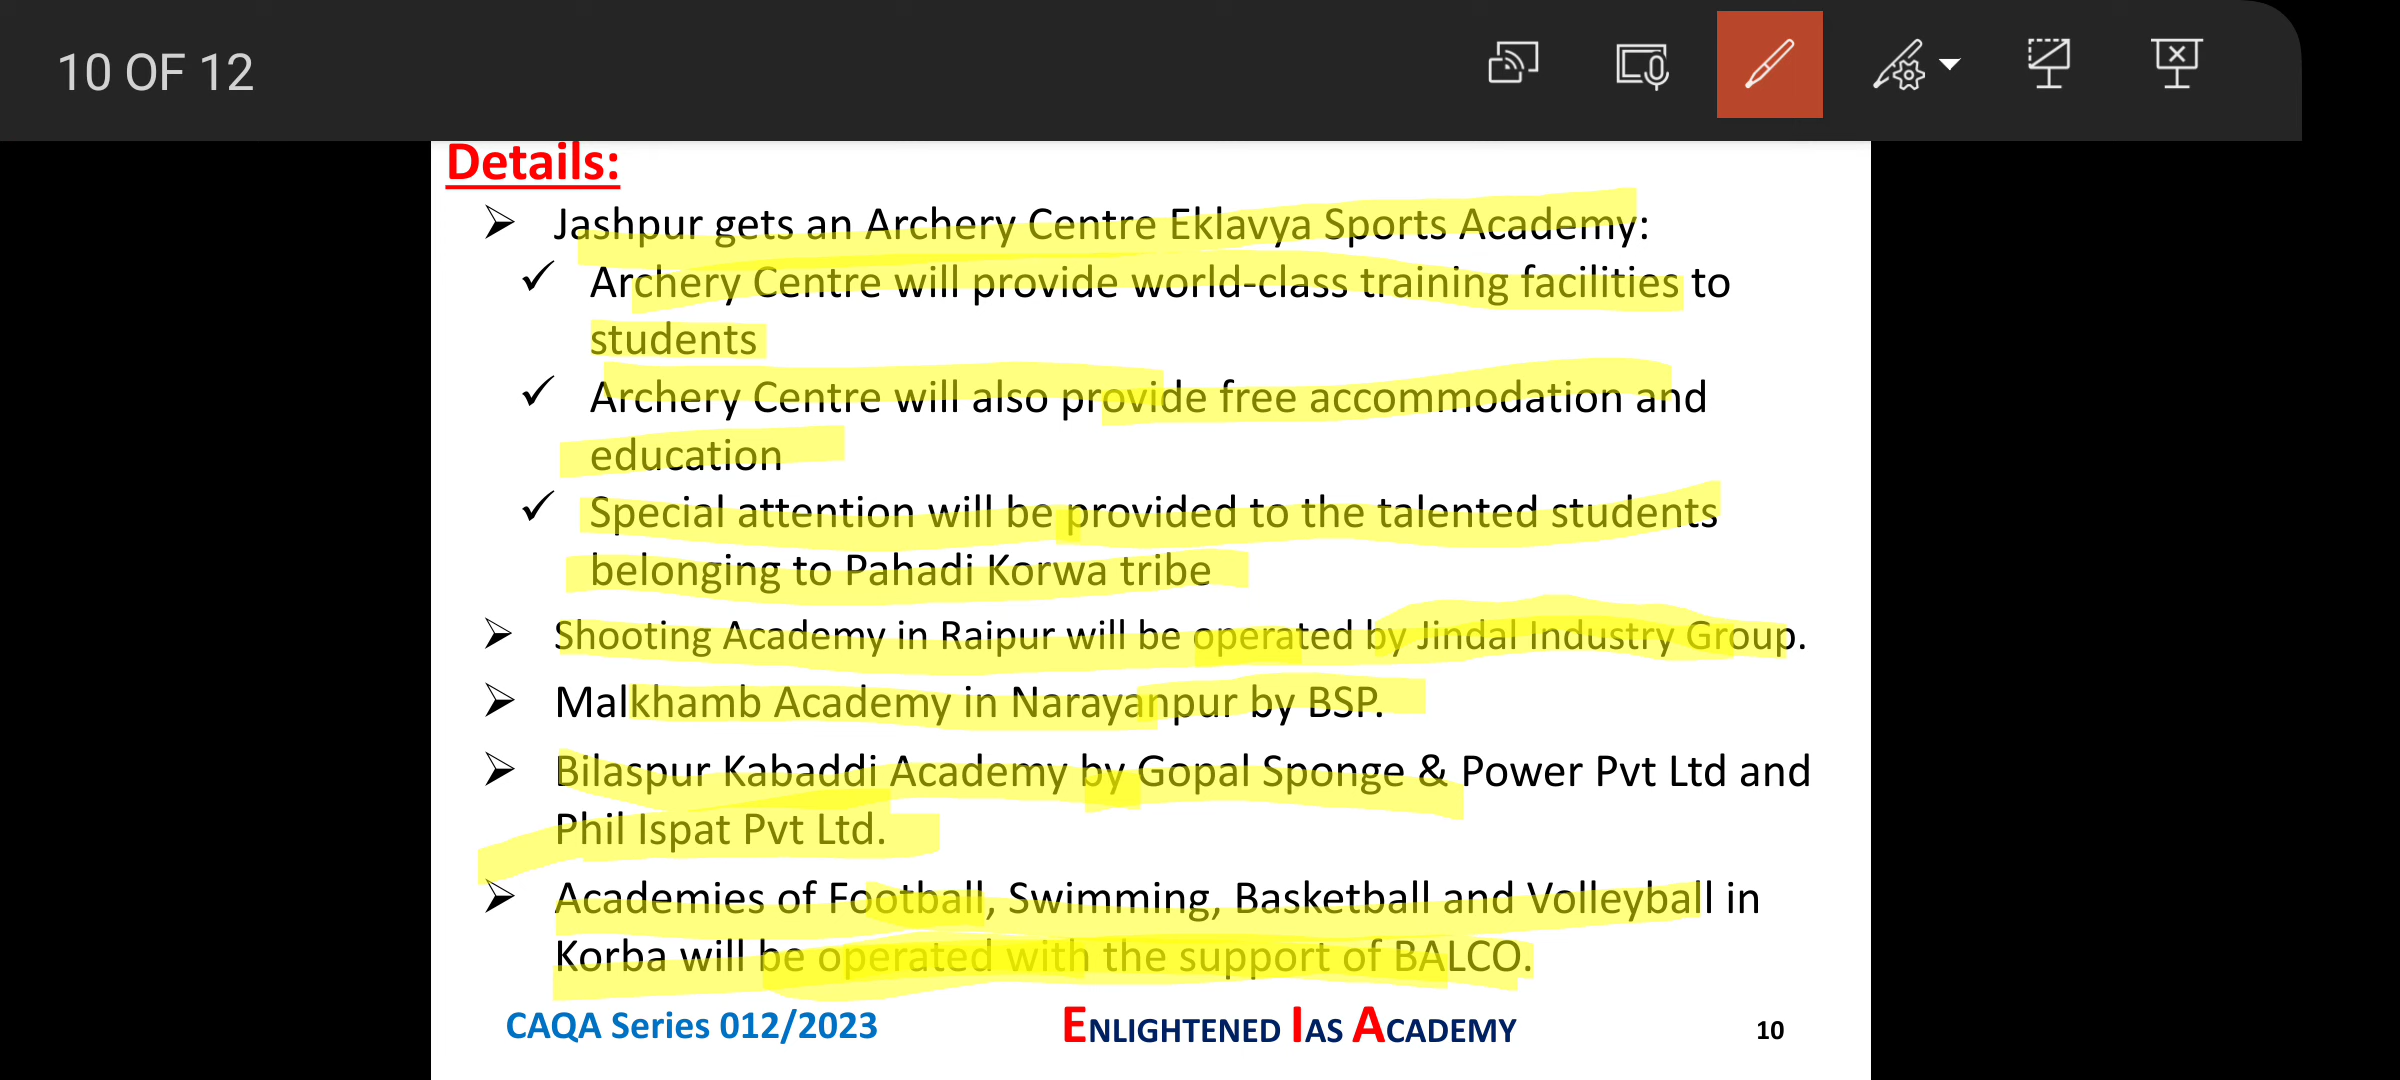 10 OF 12
Details:
Jashpur gets an Archery Centre Eklavya Sports Academy:
Archery Centre will provide world-class training facilities to
students
Archery Centre will also provide free accommodation and
education
Special attention will be provided to the talented students
belonging to Pahadi Korwa tribe
Shooting Academy in Raipur will be operated by Jindal Industry Group.
Malkhamb Academy in Narayanpur by BSP.
Bilaspur Kabaddi Academy by Gopal Sponge & Power Pvt Ltd and
Phil Ispat Pvt Ltd.
Academies of Football, Swimming, Basketball and Volleyball in
Korba will be operated with the support of BALCO.
CAQA Series 012/2023 ENLIGHTENED IAS ACADEMY 10